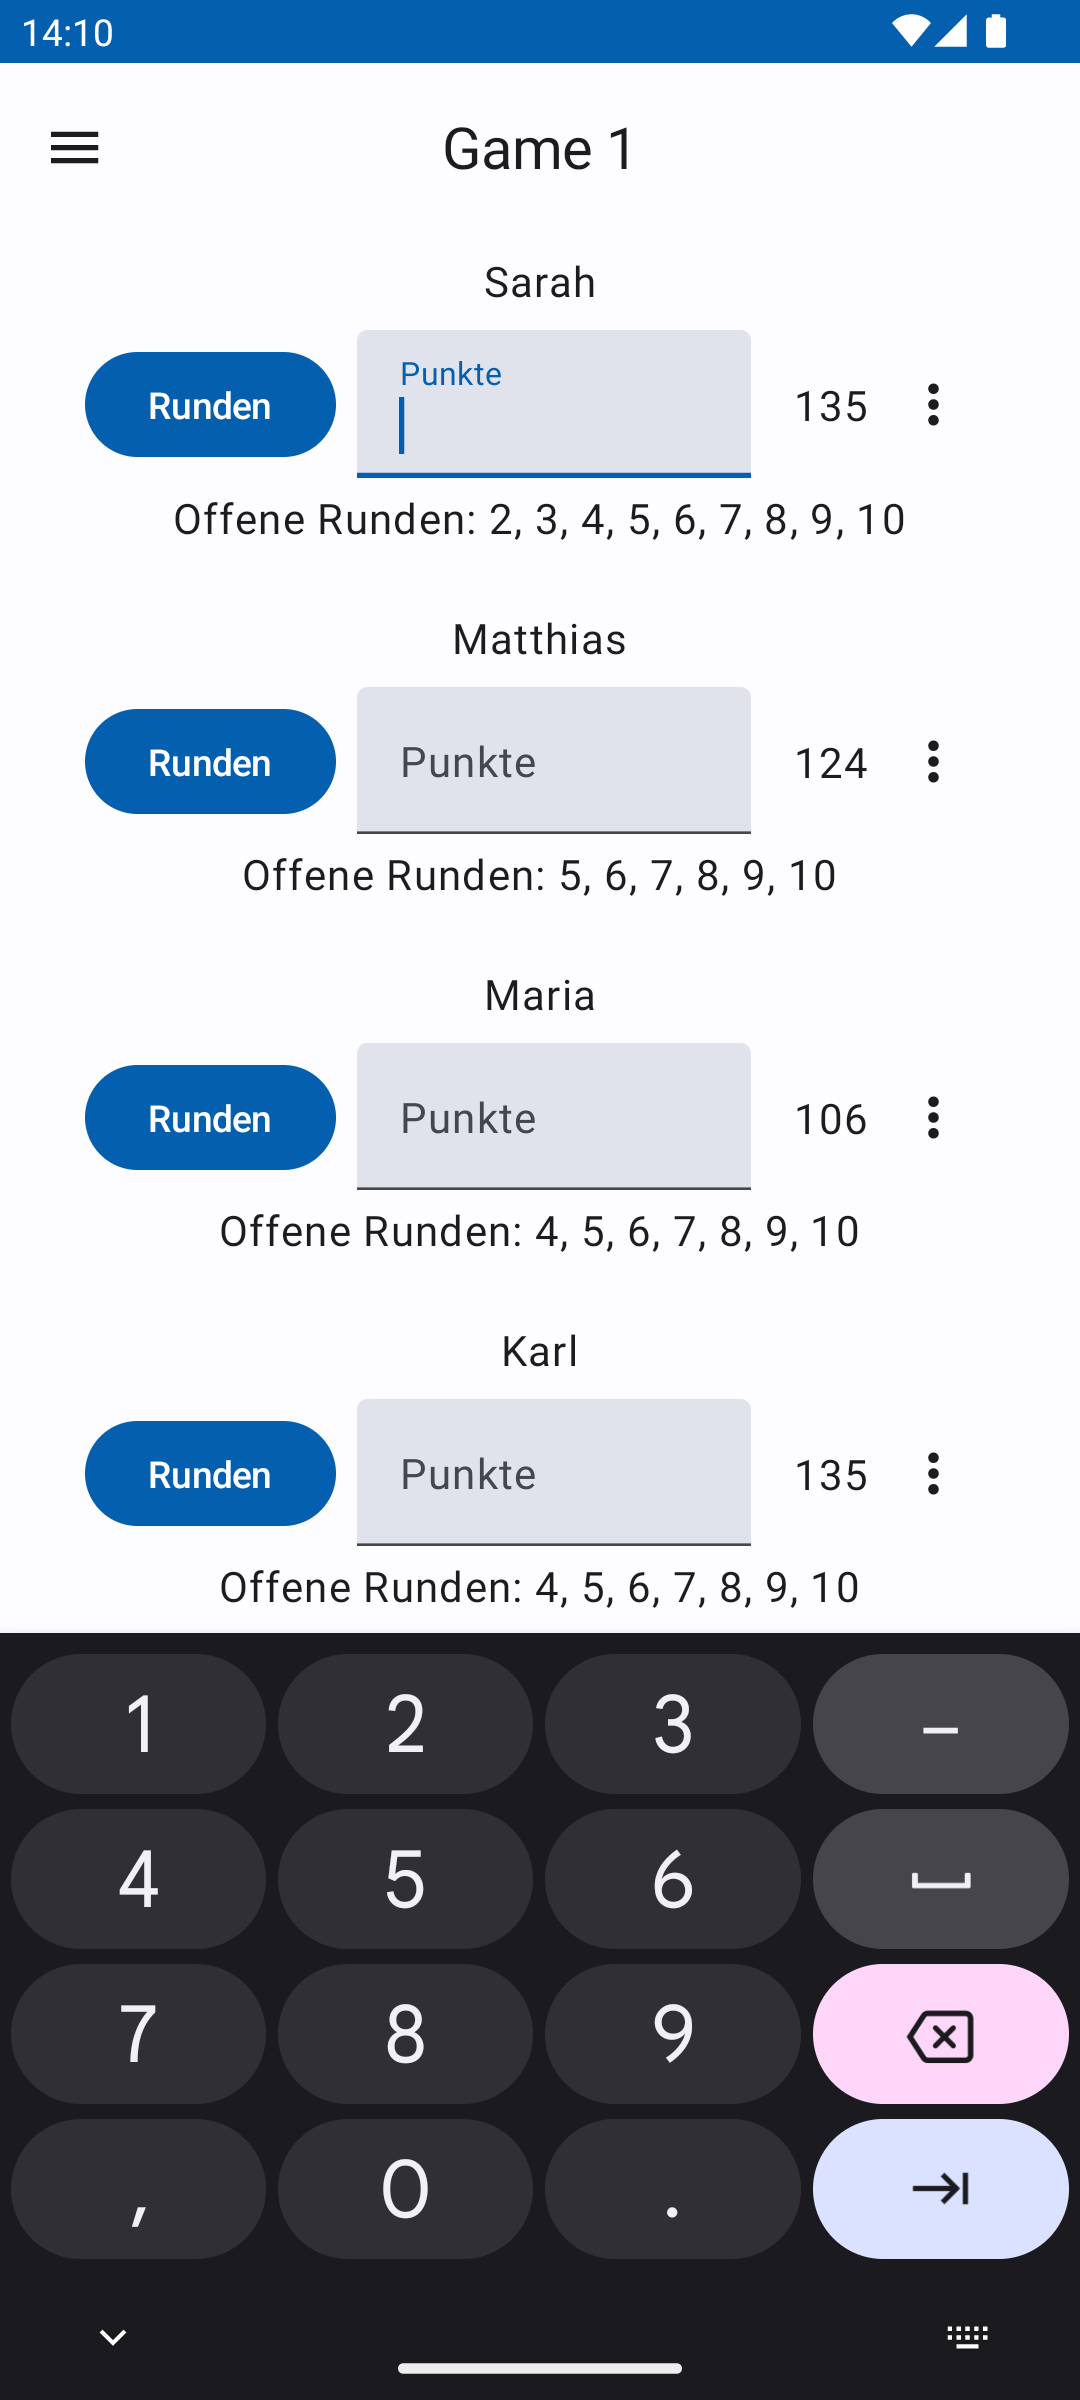 14:10
Game 1
Sarah
Runden
Punkte
135
Offene Runden: 2, 3, 4, 5, 6, 7, 8, 9, 10
Matthias
Runden
Punkte
124
Offene Runden: 5, 6, 7, 8, 9, 10
Maria
Runden
Punkte
106
Offene Runden: 4, 5, 6, 7, 8, 9, 10
Karl
Runden
Punkte
135
Offene Runden: 4, 5, 6, 7, 8, 9, 10
1 2 3 –
4 5 6
7 8 9
, 0 .